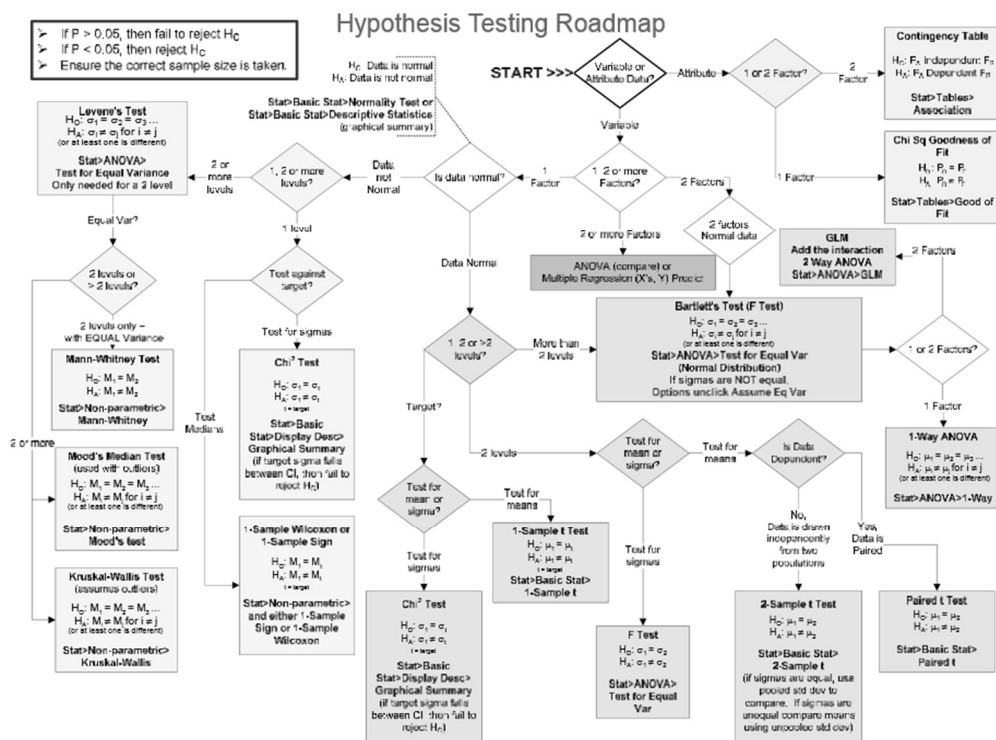 Hypothesis Testing Roadmap
If P > 0.05, then fail to reject H
If P < 0.05, then reject H
Ensure the correct sample size is taken.
H: Data is normal
H: Data is not normal
Stat>Basic Stat>Normality Test or
Stat>Basic Stat>Descriptive Statistics
(graphical summary)
START >>>
Variable or
Attribute Data?
Attribute
1 or 2 Factor?
2
Factor
Contingency Table
Independent
Dependent
Stat>Tables>
Association
Variable
1 Factor
Chi Sq Goodness of
Fit
Stat>Tables>Good of
Fit
Levene's Test
H₀: σ₁ = σ₂ = σ₃ ...
Hₐ: σᵢ ≠ σⱼ for i ≠ j
(or at least one is different)
Stat>ANOVA>
Test for Equal Variance
Only needed for a 2 level
2 or
more
levels
1, 2 or more
levels?
Data
not
Normal
Is data normal?
1
Factor
1, 2 or more
Factors?
2 Factors
2 factors
Normal data
2 or more Factors
ANOVA (compare) or
Multiple Regression (X's, Y) Predict
GLM
Add the interaction
2 Way ANOVA
Stat>ANOVA>GLM
2 Factors
Equal Var?
2 levels or
> 2 levels?
1 level
Test against
target?
Data Normal
1, 2 or >2
levels?
More than
2 levels
Bartlett's Test (F Test)
H₀: σ₁ = σ₂ = σ₃ ...
Hₐ: σᵢ ≠ σⱼ for i ≠ j
(or at least one is different)
Stat>ANOVA>Test for Equal Var
(Normal Distribution)
If sigmas are NOT equal,
Options unclick Assume Eq Var
1 or 2 Factors?
1 Factor
1-Way ANOVA
H₀: μ₁ = μ₂ = μ₃ ...
Hₐ: μᵢ ≠ μⱼ for i ≠ j
(or at least one is different)
Stat>ANOVA>1-Way
2 levels only –
with EQUAL Variance
Mann-Whitney Test
H₀: M₁ = M₂
Hₐ: M₁ ≠ M₂
Stat>Non-parametric>
Mann-Whitney
2 or more
Mood's Median Test
(used with outliers)
H₀: M₁ = M₂ = M₃ ...
Hₐ: Mᵢ ≠ Mⱼ for i ≠ j
(or at least one is different)
Stat>Non-parametric>
Mood's test
Kruskal-Wallis Test
(assumes outliers)
H₀: M₁ = M₂ = M₃ ...
Hₐ: Mᵢ ≠ Mⱼ for i ≠ j
(or at least one is different)
Stat>Non-parametric>
Kruskal-Wallis
Test for sigmas
Test
Medians
Chi² Test
H₀: σ₁ = σₜ
Hₐ: σ₁ ≠ σₜ
t = target
Stat>Basic
Stat>Display Desc>
Graphical Summary
(if target sigma falls
between CI, then fail to
reject H₀)
1-Sample Wilcoxon or
1-Sample Sign
H₀: M₁ = Mₜ
Hₐ: M₁ ≠ Mₜ
t = target
Stat>Non-parametric>
and either 1-Sample
Sign or 1-Sample
Wilcoxon
Target?
Test for
mean or
sigma?
Test for
means
1-Sample t Test
H₀: μ₁ = μₜ
Hₐ: μ₁ ≠ μₜ
t = target
Stat>Basic Stat>
1-Sample t
Test for
sigmas
Chi² Test
H₀: σ₁ = σₜ
Hₐ: σ₁ ≠ σₜ
t = target
Stat>Basic
Stat>Display Desc>
Graphical Summary
(if target sigma falls
between CI, then fail to
reject H₀)
2 levels
Test for
mean or
sigma?
Test for
means
Is Data
Dependent?
Test for
sigmas
F Test
H₀: σ₁ = σ₂
Hₐ: σ₁ ≠ σ₂
Stat>ANOVA>
Test for Equal
Var
No,
Data is drawn
independently
from two
populations
2-Sample t Test
H₀: μ₁ = μ₂
Hₐ: μ₁ ≠ μ₂
Stat>Basic Stat>
2-Sample t
(if sigmas are equal, use
pooled std dev to
compare. If sigmas are
unequal compare means
using unpooled std dev)
Yes,
Data is
Paired
Paired t Test
H₀: μ₁ = μ₂
Hₐ: μ₁ ≠ μ₂
Stat>Basic Stat>
Paired t